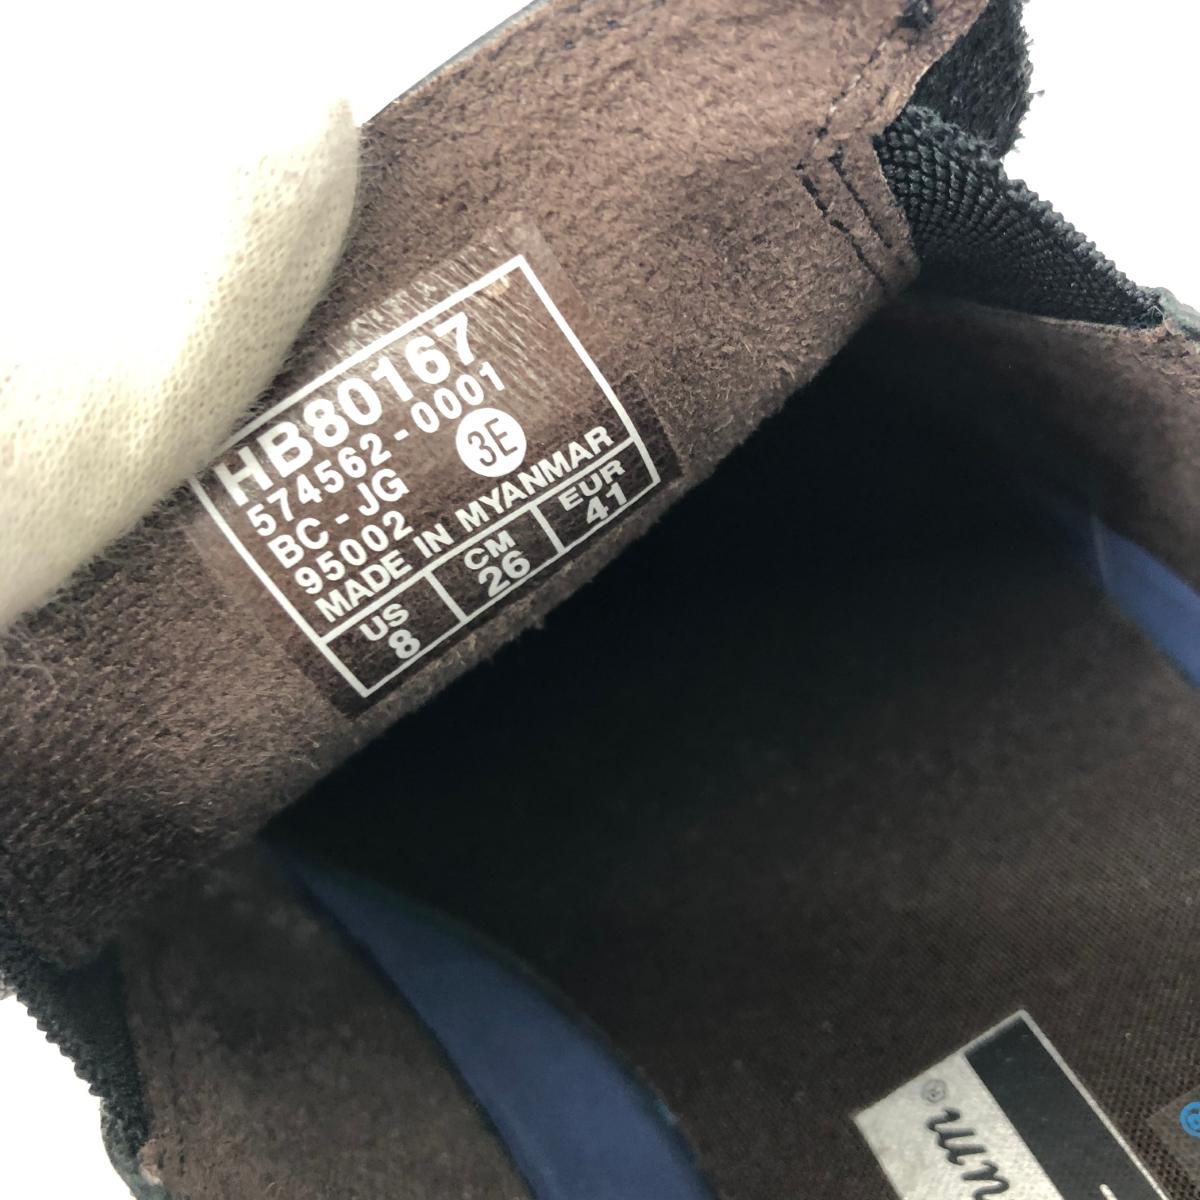 HB80167
574562-0001
BC-JG 3E
95002
MADE IN MYANMAR
US CM EUR
8 26 41
®